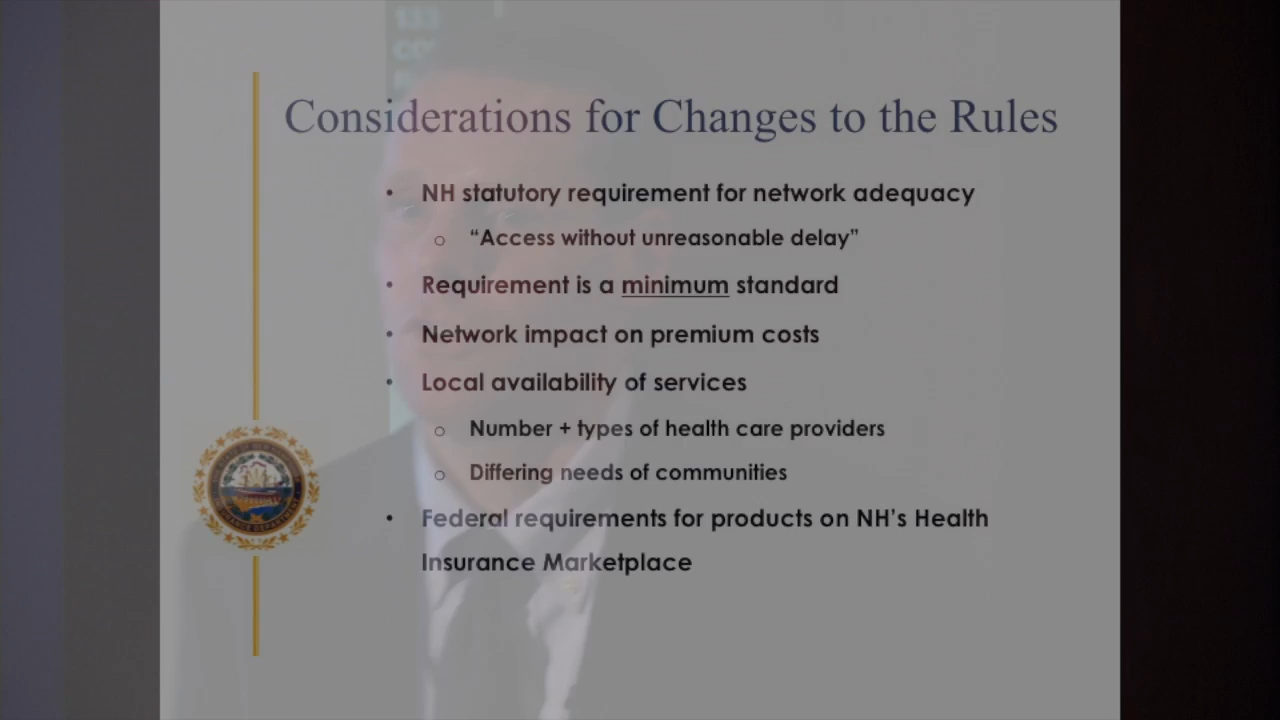 Considerations for Changes to the Rules
• NH statutory requirement for network adequacy
o “Access without unreasonable delay”
• Requirement is a minimum standard
• Network impact on premium costs
• Local availability of services
o Number + types of health care providers
o Differing needs of communities
• Federal requirements for products on NH’s Health
Insurance Marketplace